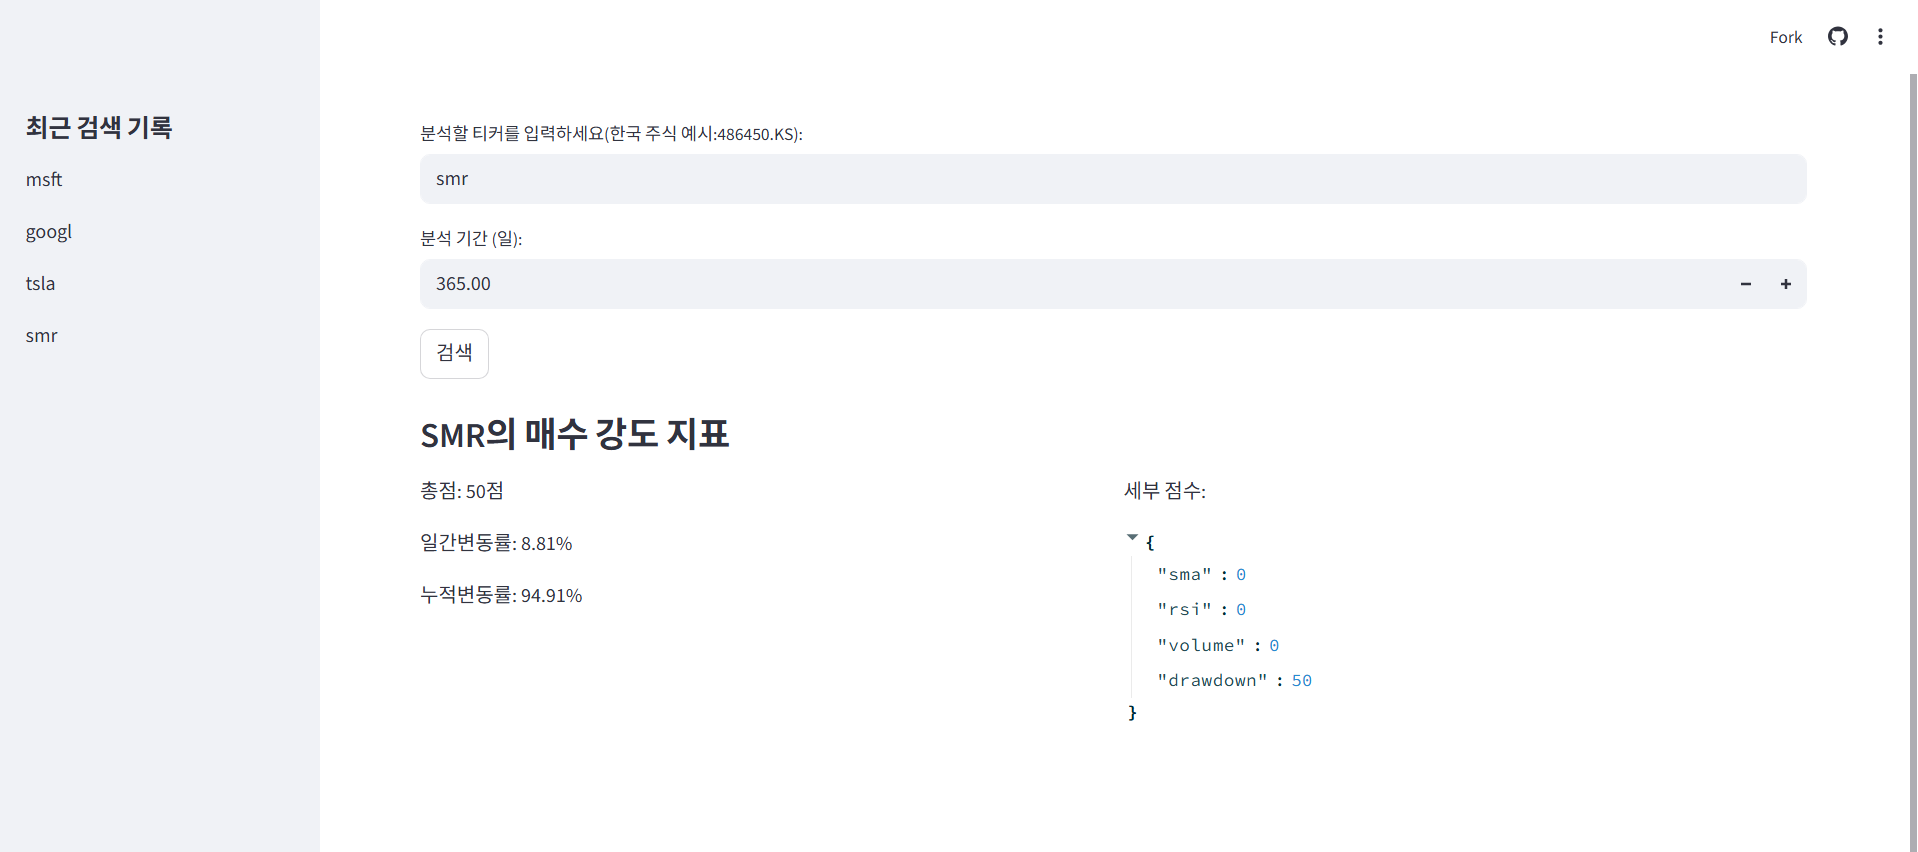 Fork
최근 검색 기록
msft
googl
tsla
smr
분석할 티커를 입력하세요(한국 주식 예시:486450.KS):
smr
분석 기간 (일):
365.00
검색
SMR의 매수 강도 지표
총점: 50점
일간변동률: 8.81%
누적변동률: 94.91%
세부 점수:
{
"sma" : 0
"rsi" : 0
"volume" : 0
"drawdown" : 50
}